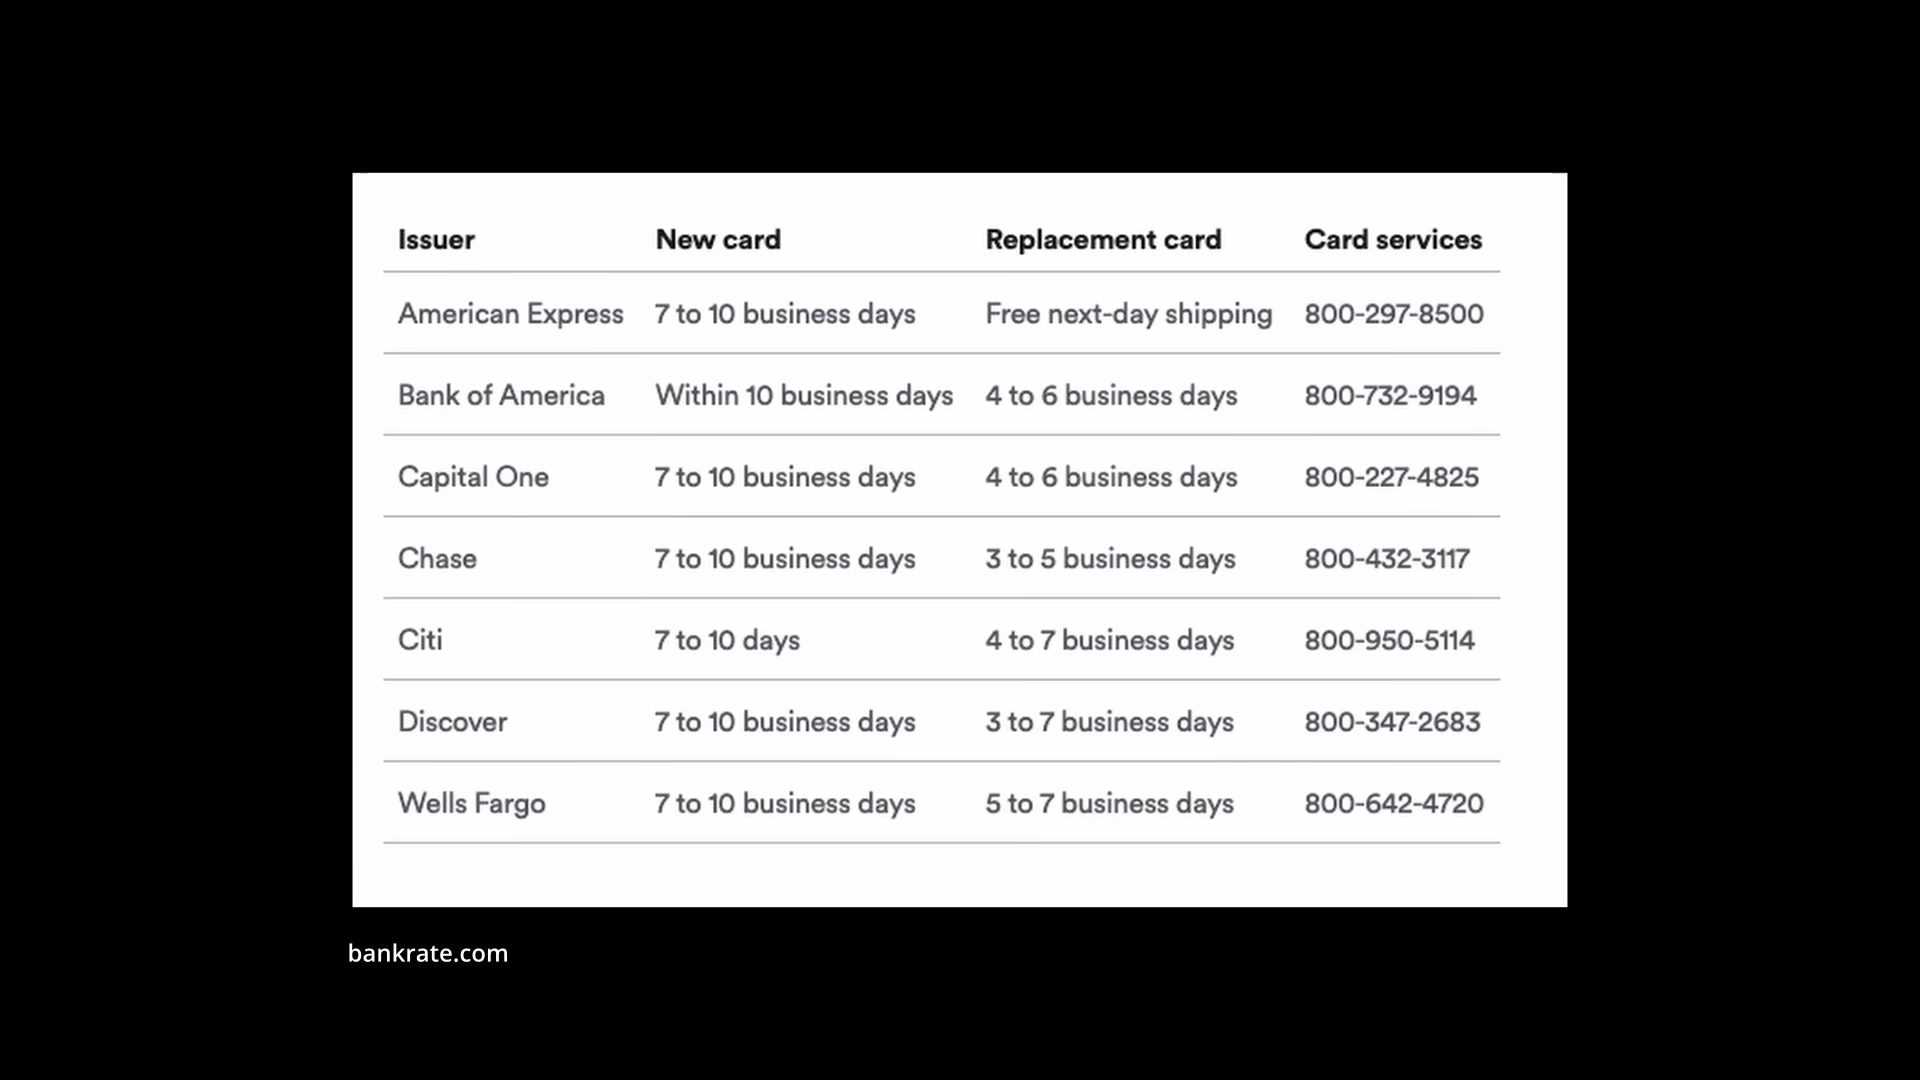 Issuer New card Replacement card Card services
American Express 7 to 10 business days Free next-day shipping 800-297-8500
Bank of America Within 10 business days 4 to 6 business days 800-732-9194
Capital One 7 to 10 business days 4 to 6 business days 800-227-4825
Chase 7 to 10 business days 3 to 5 business days 800-432-3117
Citi 7 to 10 days 4 to 7 business days 800-950-5114
Discover 7 to 10 business days 3 to 7 business days 800-347-2683
Wells Fargo 7 to 10 business days 5 to 7 business days 800-642-4720
bankrate.com